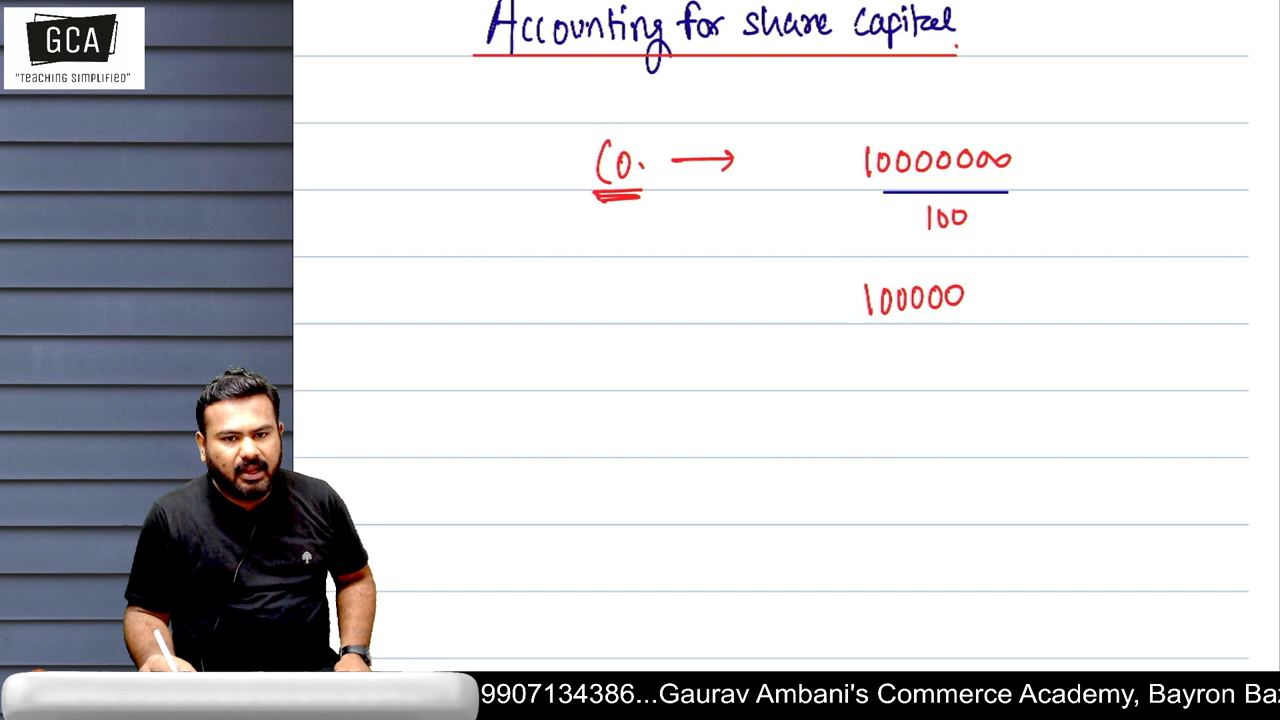 GCA
"TEACHING SIMPLIFIED"
Accounting for share capital
Co. → 10000000
100
100000
9907134386...Gaurav Ambani's Commerce Academy, Bayron Ba